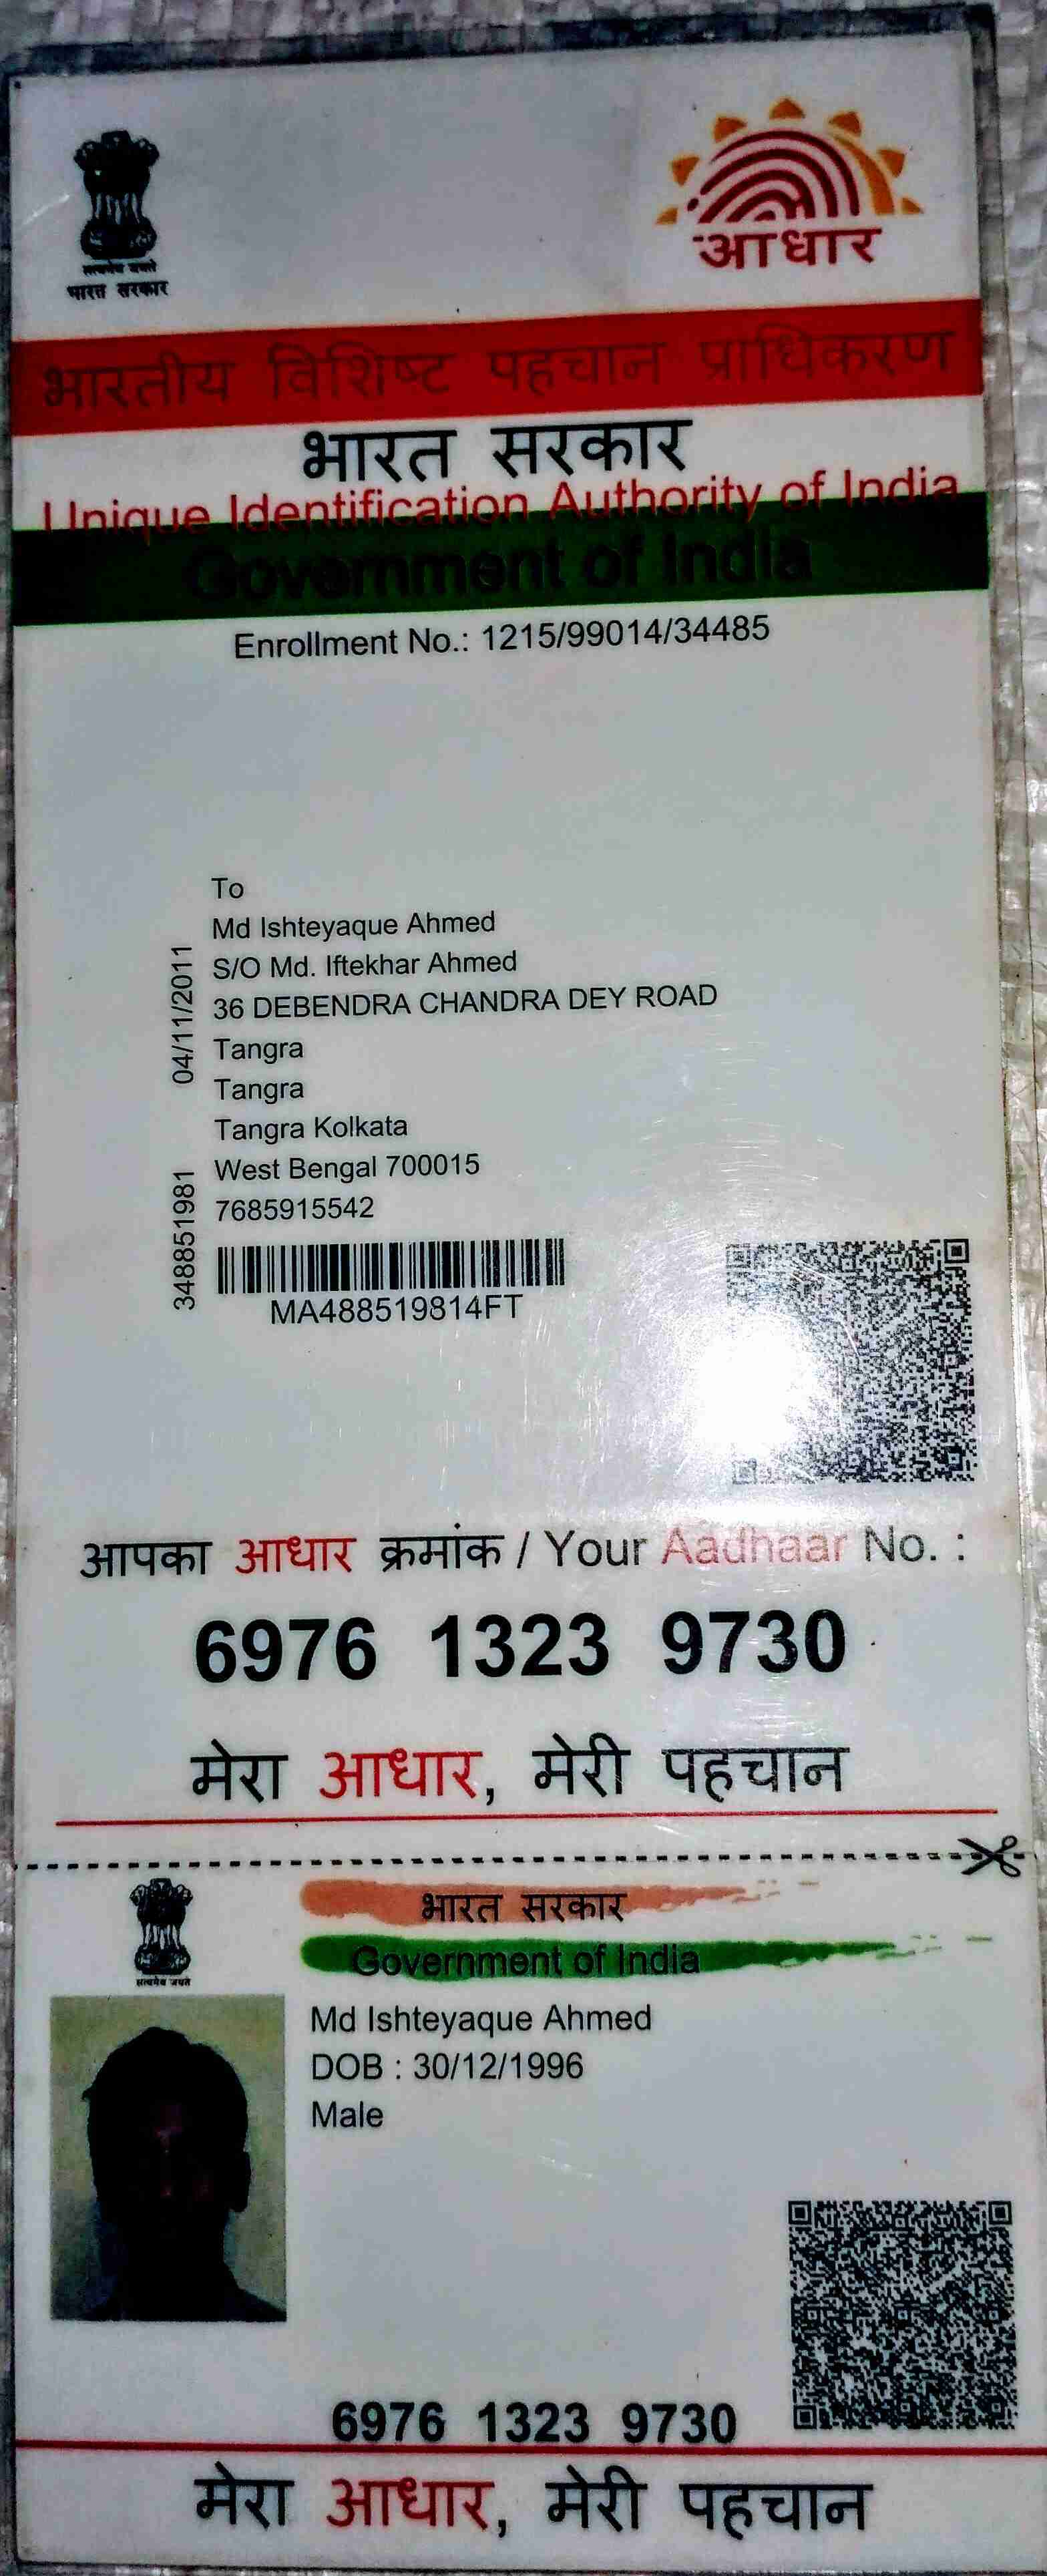 सत्यमेव जयते
भारत सरकार
आधार
भारतीय विशिष्ट पहचान प्राधिकरण
भारत सरकार
Unique Identification Authority of India
Government of India
Enrollment No.: 1215/99014/34485
To
Md Ishteyaque Ahmed
S/O Md. Iftekhar Ahmed
36 DEBENDRA CHANDRA DEY ROAD
Tangra
Tangra
Tangra Kolkata
West Bengal 700015
7685915542
04/11/2011
348851981
MA488519814FT
आपका आधार क्रमांक / Your Aadhaar No. :
6976 1323 9730
मेरा आधार, मेरी पहचान
सत्यमेव जयते
भारत सरकार
Government of India
Md Ishteyaque Ahmed
DOB : 30/12/1996
Male
6976 1323 9730
मेरा आधार, मेरी पहचान